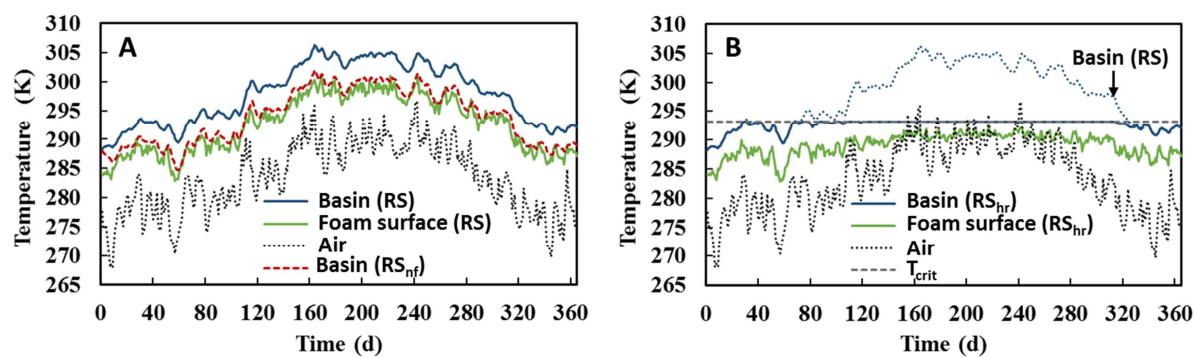 310
305
300
295
290
285
280
275
270
265
Temperature (K)
A
Basin (RS)
Foam surface (RS)
Air
Basin (RSnf)
0 40 80 120 160 200 240 280 320 360
Time (d)
310
305
300
295
290
285
280
275
270
265
Temperature (K)
B
Basin (RS)
Basin (RShr)
Foam surface (RShr)
Air
Tcrit
0 40 80 120 160 200 240 280 320 360
Time (d)